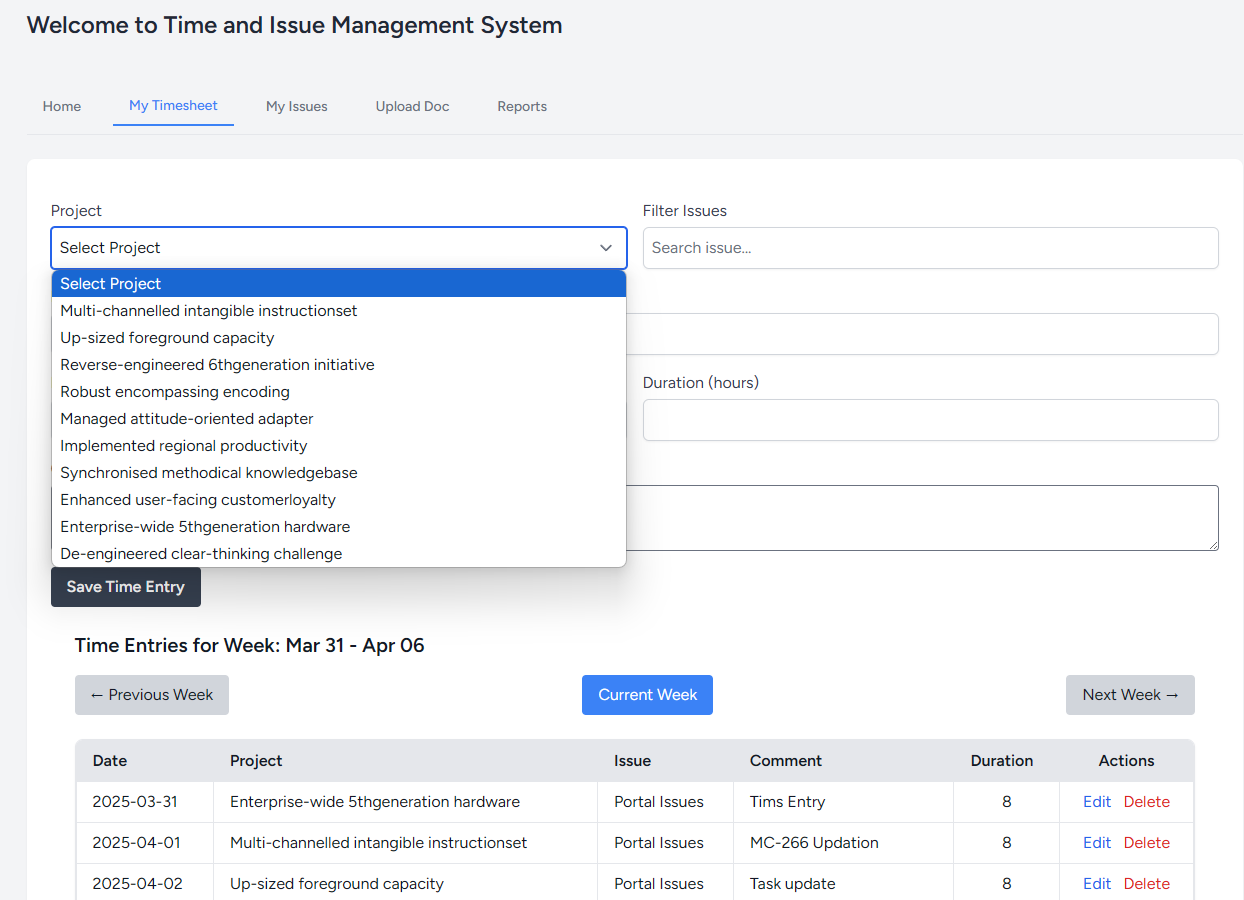 Welcome to Time and Issue Management System
Home My Timesheet My Issues Upload Doc Reports
Project Filter Issues
Select Project Search issue...
Select Project
Multi-channelled intangible instructionset
Up-sized foreground capacity
Reverse-engineered 6thgeneration initiative
Robust encompassing encoding
Duration (hours)
Managed attitude-oriented adapter
Implemented regional productivity
Synchronised methodical knowledgebase
Enhanced user-facing customerloyalty
Enterprise-wide 5thgeneration hardware
De-engineered clear-thinking challenge
Save Time Entry
Time Entries for Week: Mar 31 - Apr 06
← Previous Week Current Week Next Week →
Date Project Issue Comment Duration Actions
2025-03-31 Enterprise-wide 5thgeneration hardware Portal Issues Tims Entry 8 Edit Delete
2025-04-01 Multi-channelled intangible instructionset Portal Issues MC-266 Updation 8 Edit Delete
2025-04-02 Up-sized foreground capacity Portal Issues Task update 8 Edit Delete